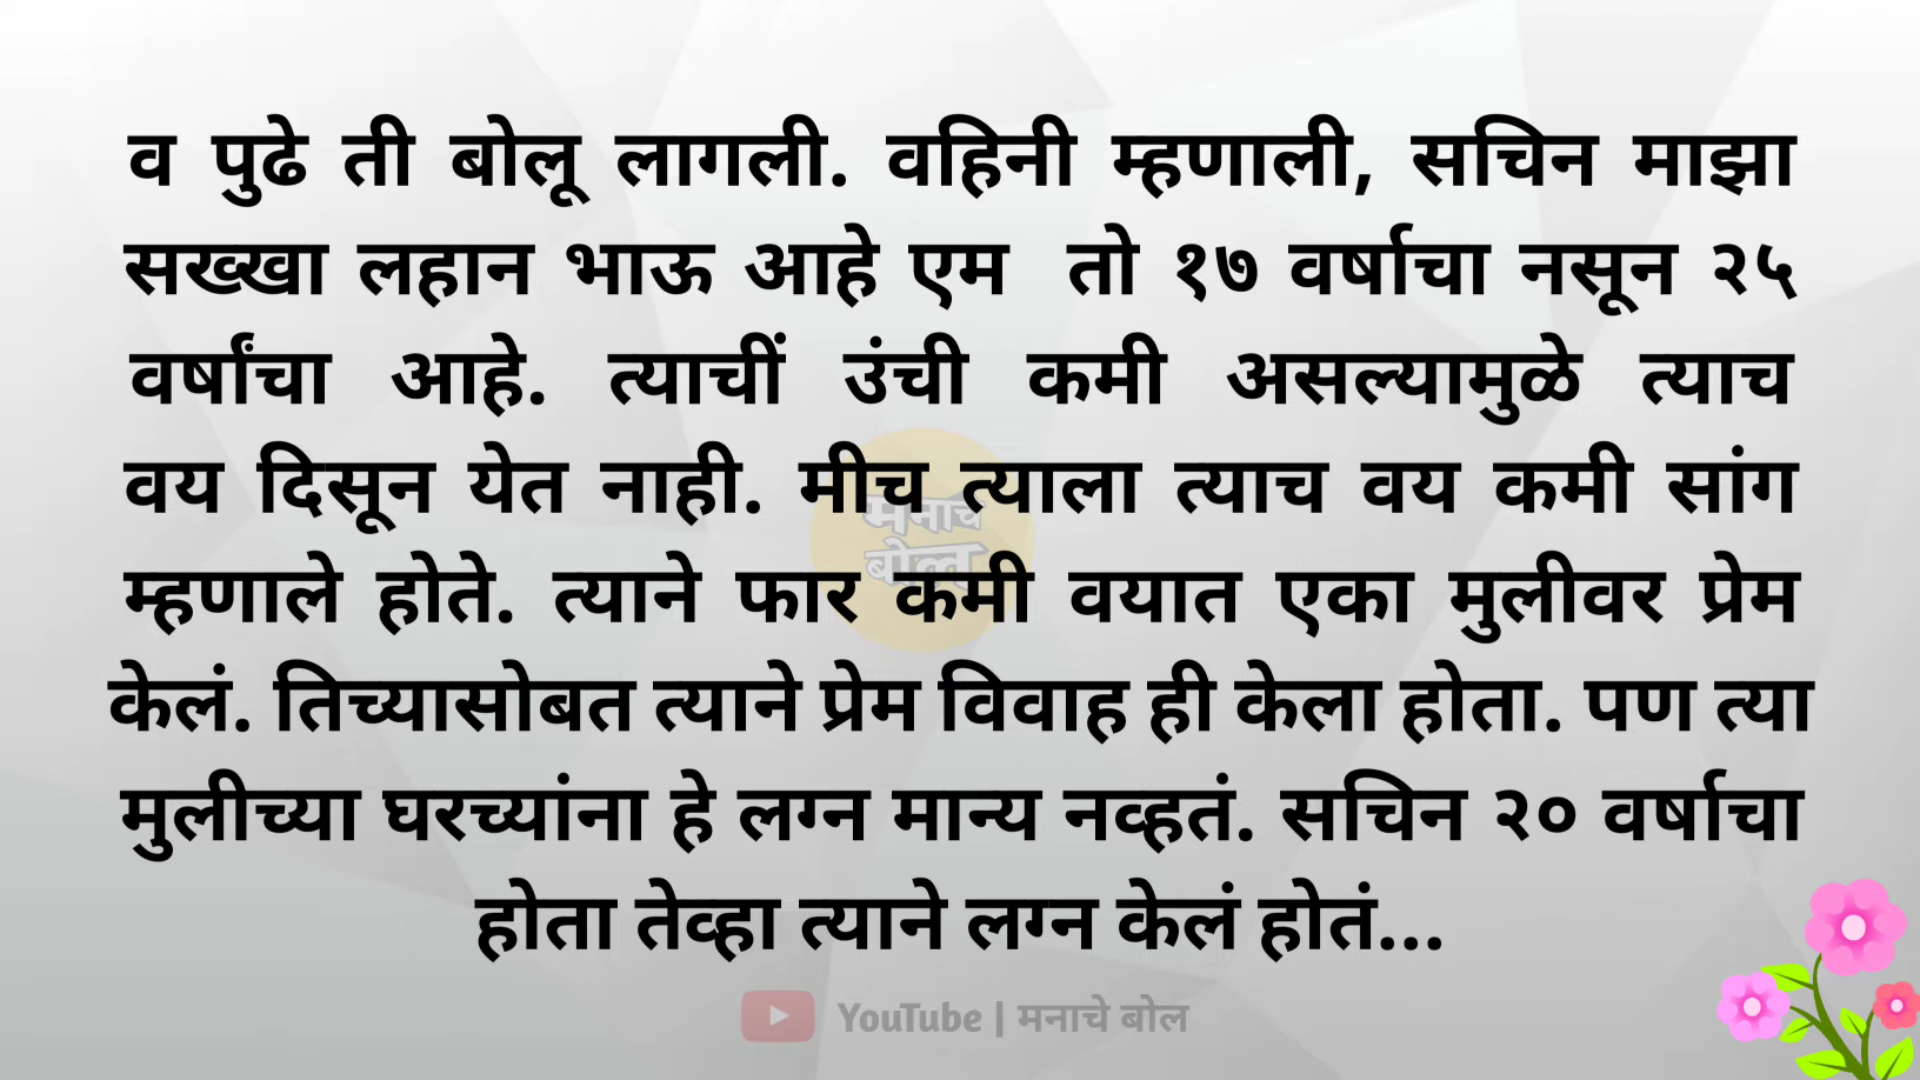 व पुढे ती बोलू लागली. वहिनी म्हणाली, सचिन माझा
सख्खा लहान भाऊ आहे एम तो १७ वर्षाचा नसून २५
वर्षांचा आहे. त्याचीं उंची कमी असल्यामुळे त्याच
वय दिसून येत नाही. मीच त्याला त्याच वय कमी सांग
म्हणाले होते. त्याने फार कमी वयात एका मुलीवर प्रेम
केलं. तिच्यासोबत त्याने प्रेम विवाह ही केला होता. पण त्या
मुलीच्या घरच्यांना हे लग्न मान्य नव्हतं. सचिन २० वर्षाचा
होता तेव्हा त्याने लग्न केलं होतं...
मनाचे
बोल
YouTube | मनाचे बोल